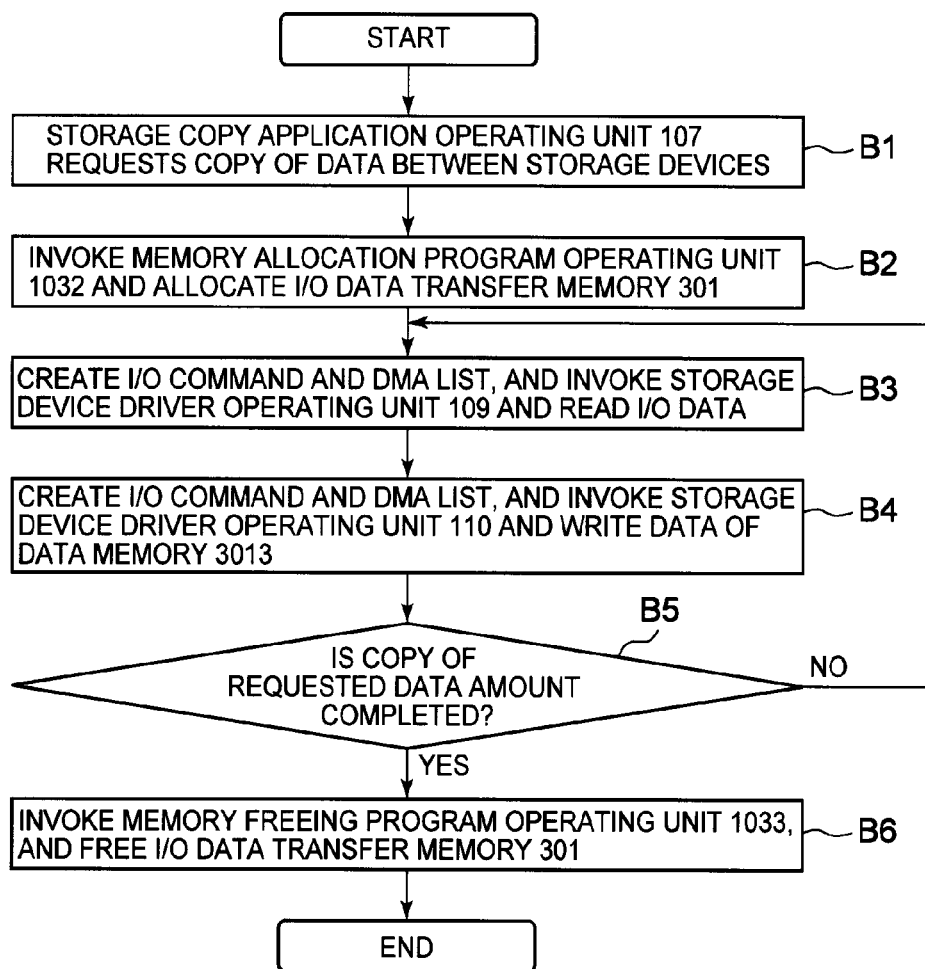 START
STORAGE COPY APPLICATION OPERATING UNIT 107
REQUESTS COPY OF DATA BETWEEN STORAGE DEVICES
B1
INVOKE MEMORY ALLOCATION PROGRAM OPERATING UNIT
1032 AND ALLOCATE I/O DATA TRANSFER MEMORY 301
B2
CREATE I/O COMMAND AND DMA LIST, AND INVOKE STORAGE
DEVICE DRIVER OPERATING UNIT 109 AND READ I/O DATA
B3
CREATE I/O COMMAND AND DMA LIST, AND INVOKE STORAGE
DEVICE DRIVER OPERATING UNIT 110 AND WRITE DATA OF
DATA MEMORY 3013
B4
B5
IS COPY OF
REQUESTED DATA AMOUNT
COMPLETED?
NO
YES
INVOKE MEMORY FREEING PROGRAM OPERATING UNIT 1033,
AND FREE I/O DATA TRANSFER MEMORY 301
B6
END